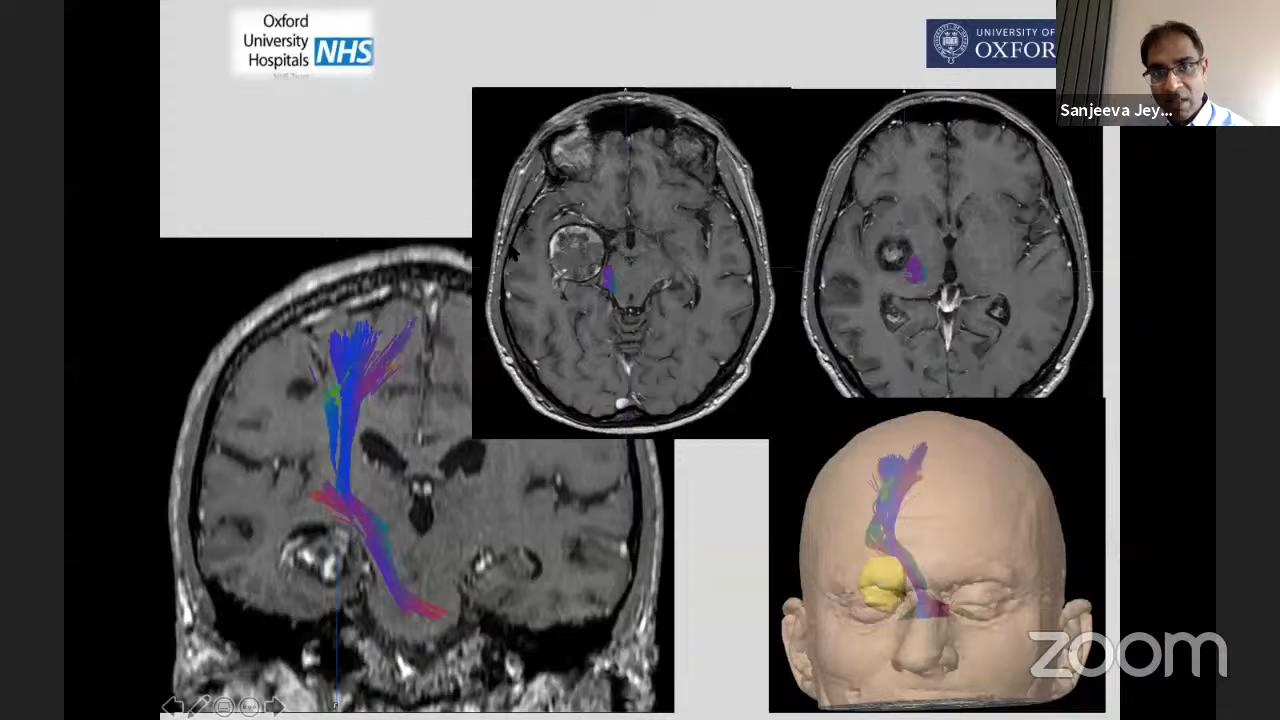 Oxford
University
Hospitals NHS
UNIVERSITY OF
OXFOR
Sanjeeva Jey...
zoom